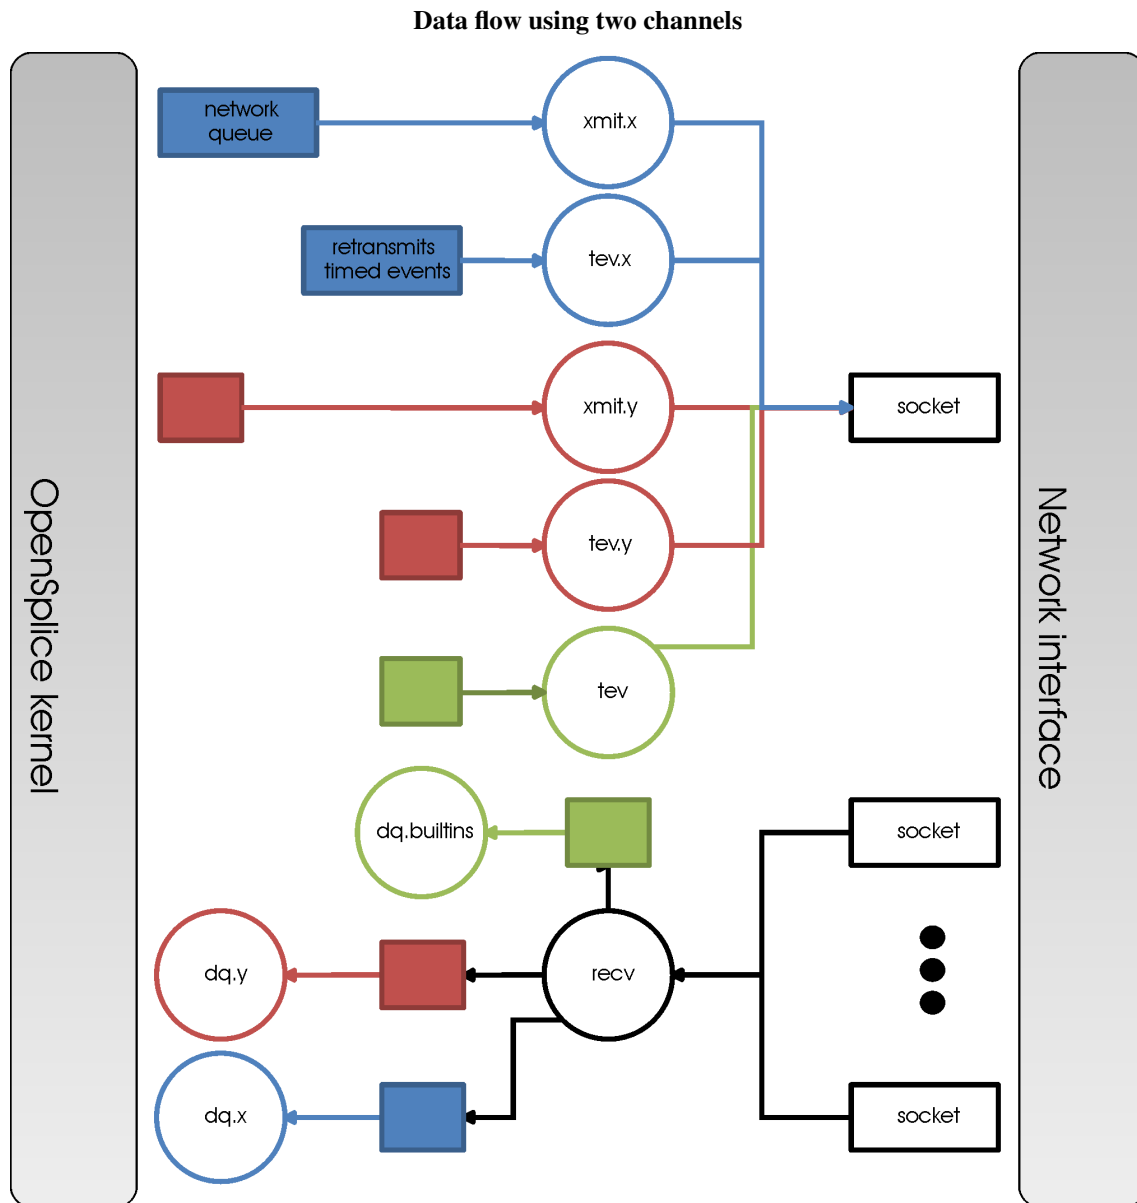 Data flow using two channels
network
queue
xmit.x
retransmits
timed events
tev.x
xmit.y
socket
OpenSplice kernel
Network interface
tev.y
tev
dq.builtins
socket
dq.y
recv
dq.x
socket